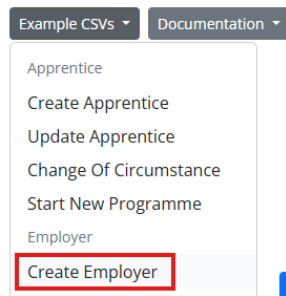 Example CSVs Documentation
Apprentice
Create Apprentice
Update Apprentice
Change Of Circumstance
Start New Programme
Employer
Create Employer